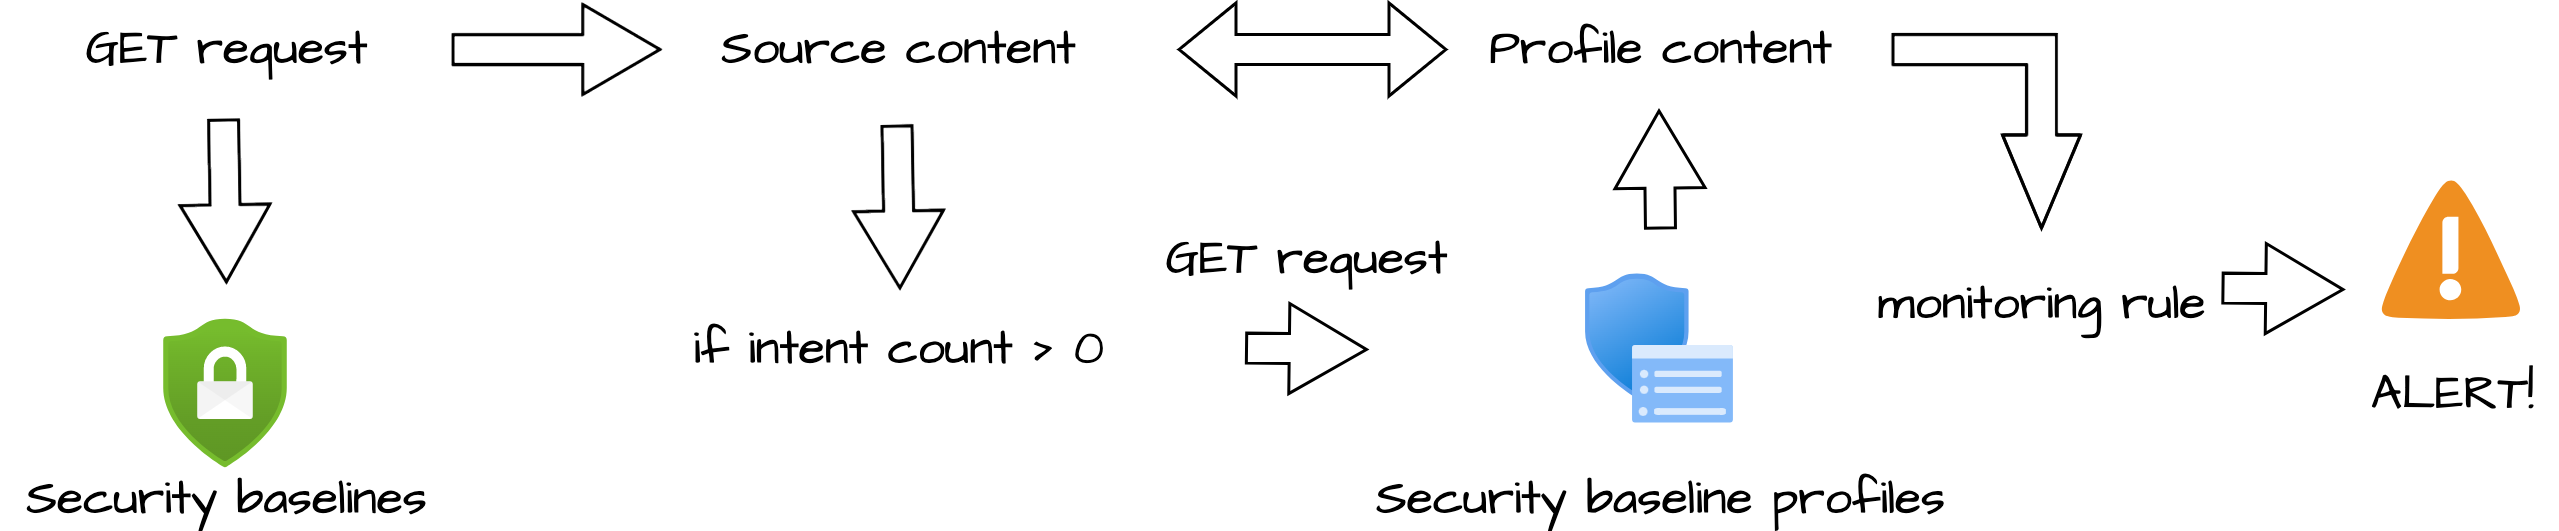 GET request
Source content
Profile content
GET request
monitoring rule
if intent count > 0
ALERT!
Security baselines
Security baseline profiles